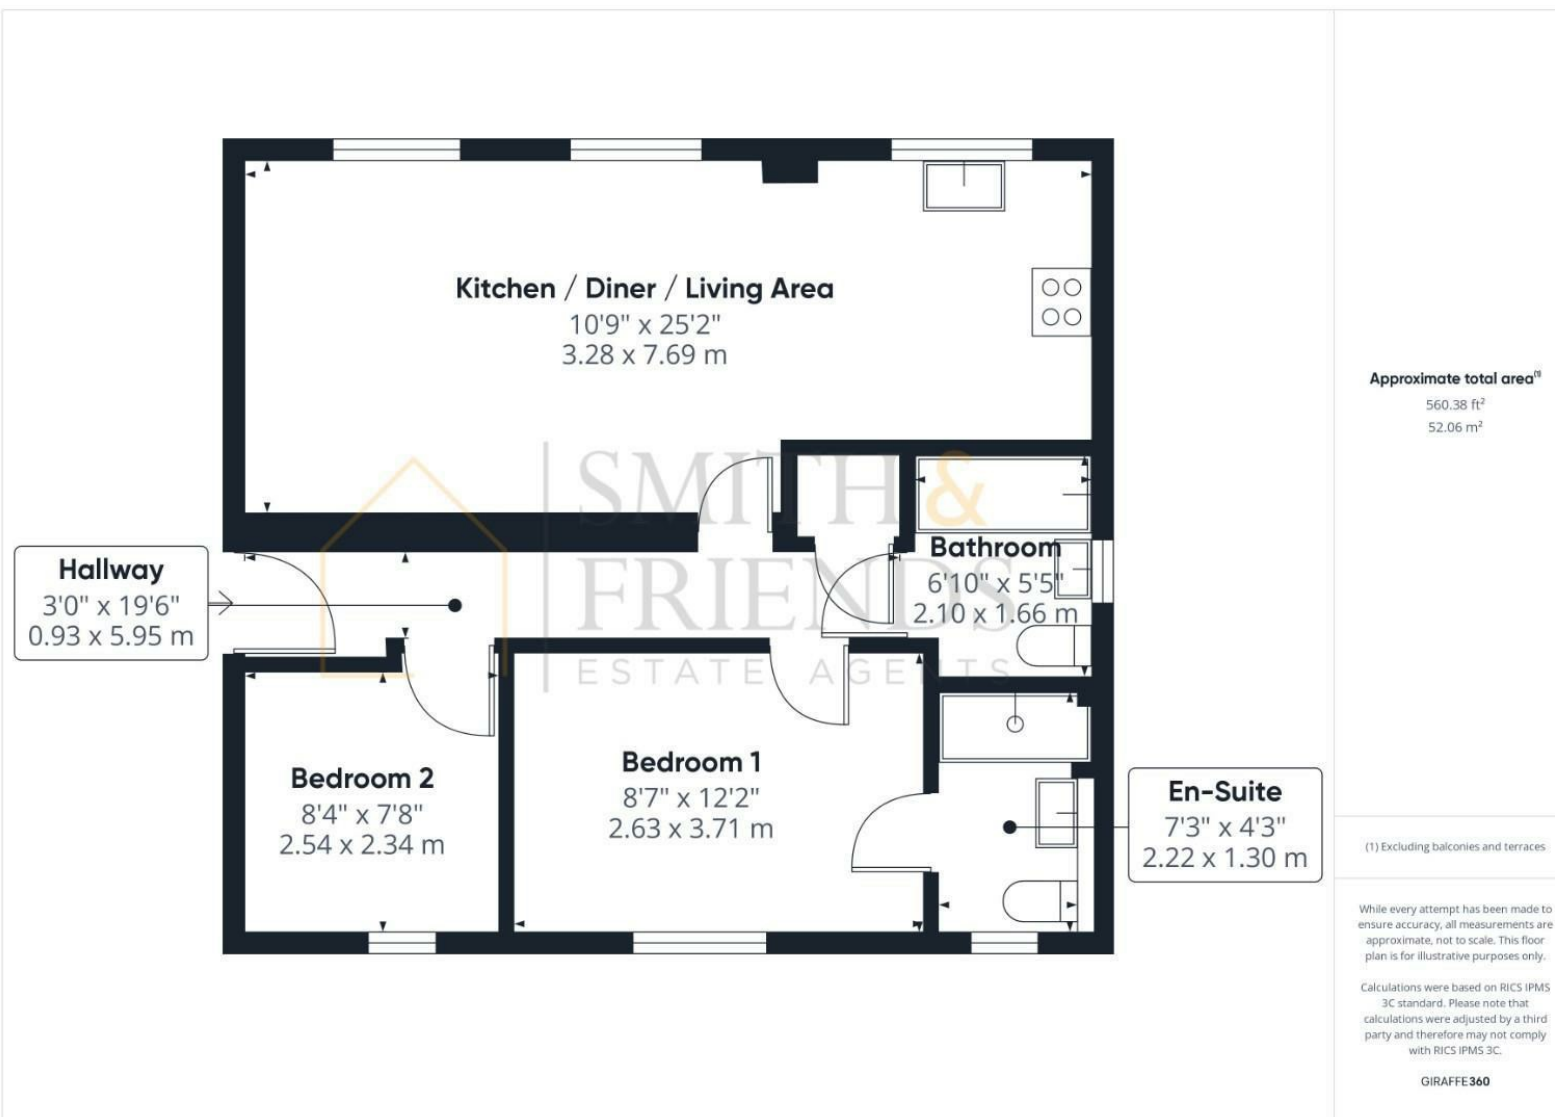 Kitchen / Diner / Living Area
10'9" x 25'2"
3.28 x 7.69 m
SMITH &
FRIENDS
ESTATE AGENTS
Hallway
3'0" x 19'6"
0.93 x 5.95 m
Bathroom
6'10" x 5'5"
2.10 x 1.66 m
Bedroom 2
8'4" x 7'8"
2.54 x 2.34 m
Bedroom 1
8'7" x 12'2"
2.63 x 3.71 m
En-Suite
7'3" x 4'3"
2.22 x 1.30 m
Approximate total area(1)
560.38 ft²
52.06 m²
(1) Excluding balconies and terraces
While every attempt has been made to
ensure accuracy, all measurements are
approximate, not to scale. This floor
plan is for illustrative purposes only.
Calculations were based on RICS IPMS
3C standard. Please note that
calculations were adjusted by a third
party and therefore may not comply
with RICS IPMS 3C.
GIRAFFE360